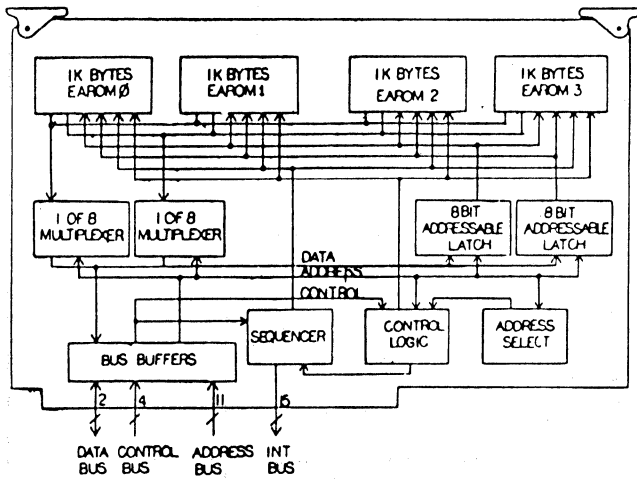 1K BYTES
EAROM Ø
1K BYTES
EAROM 1
1K BYTES
EAROM 2
1K BYTES
EAROM 3
1 OF 8
MULTIPLEXER
1 OF 8
MULTIPLEXER
8 BIT
ADDRESSABLE
LATCH
8 BIT
ADDRESSABLE
LATCH
DATA
ADDRESS
CONTROL
BUS BUFFERS
SEQUENCER
CONTROL
LOGIC
ADDRESS
SELECT
2 4 11 15
DATA BUS
CONTROL BUS
ADDRESS BUS
INT BUS